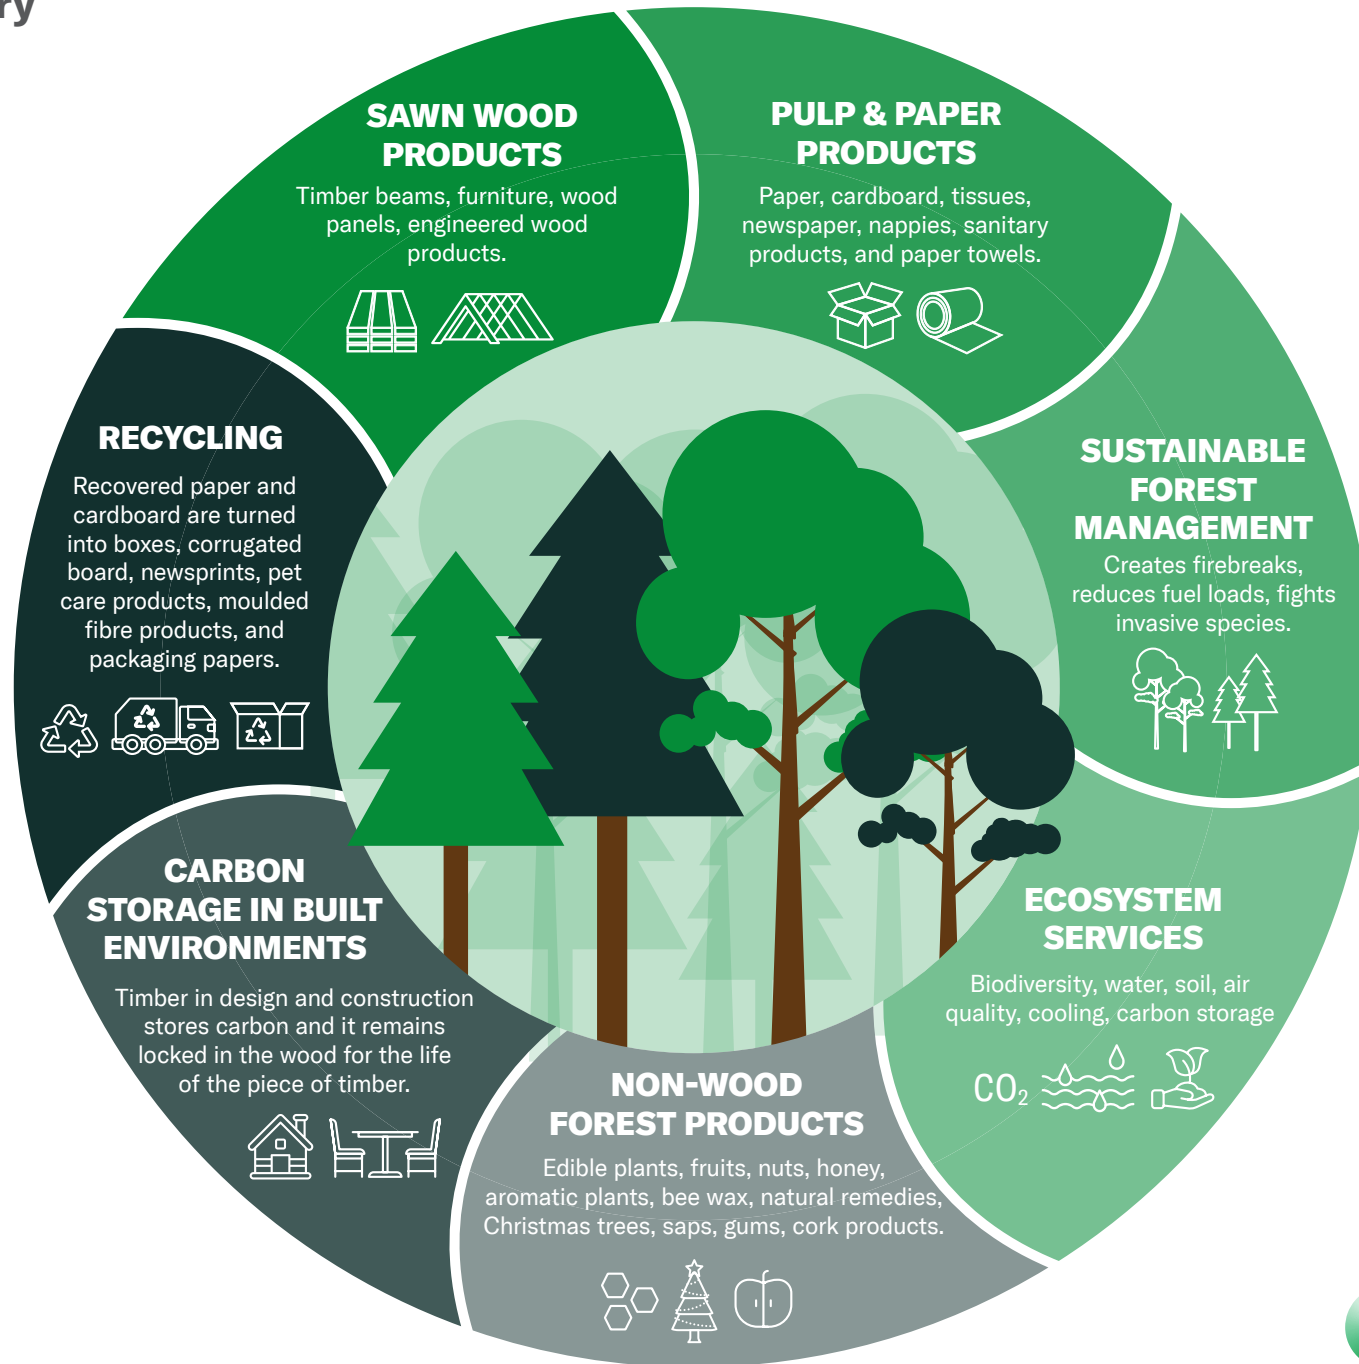 ry
SAWN WOOD
PRODUCTS
Timber beams, furniture, wood
panels, engineered wood
products.
PULP & PAPER
PRODUCTS
Paper, cardboard, tissues,
newspaper, nappies, sanitary
products, and paper towels.
SUSTAINABLE
FOREST
MANAGEMENT
Creates firebreaks,
reduces fuel loads, fights
invasive species.
ECOSYSTEM
SERVICES
Biodiversity, water, soil, air
quality, cooling, carbon storage
CO₂
NON-WOOD
FOREST PRODUCTS
Edible plants, fruits, nuts, honey,
aromatic plants, bee wax, natural remedies,
Christmas trees, saps, gums, cork products.
CARBON
STORAGE IN BUILT
ENVIRONMENTS
Timber in design and construction
stores carbon and it remains
locked in the wood for the life
of the piece of timber.
RECYCLING
Recovered paper and
cardboard are turned
into boxes, corrugated
board, newsprints, pet
care products, moulded
fibre products, and
packaging papers.